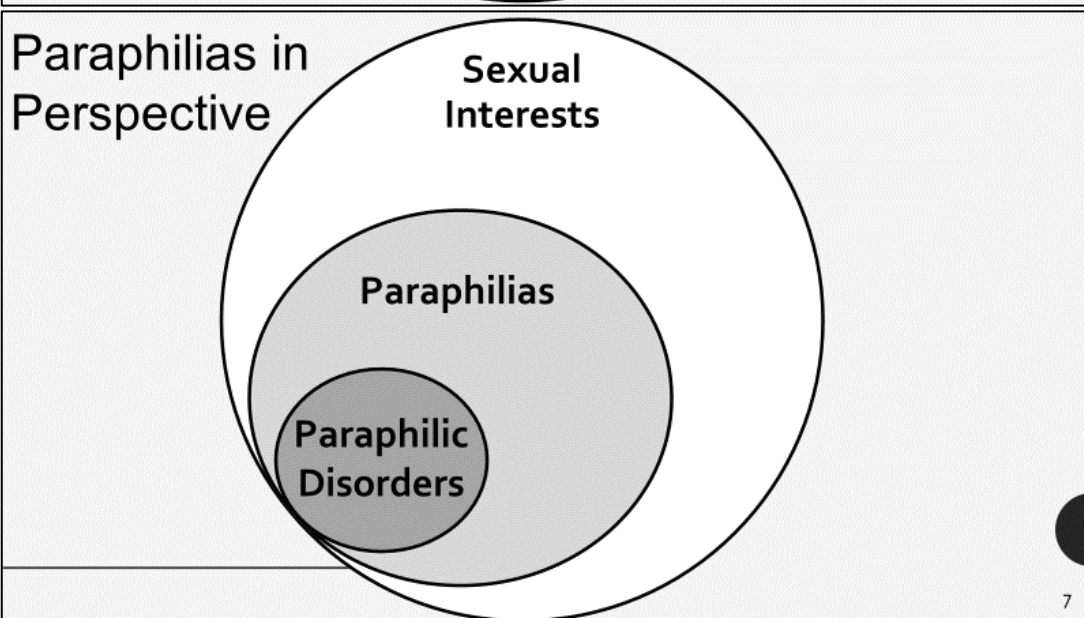 Paraphilias in
Perspective
Sexual
Interests
Paraphilias
Paraphilic
Disorders
7